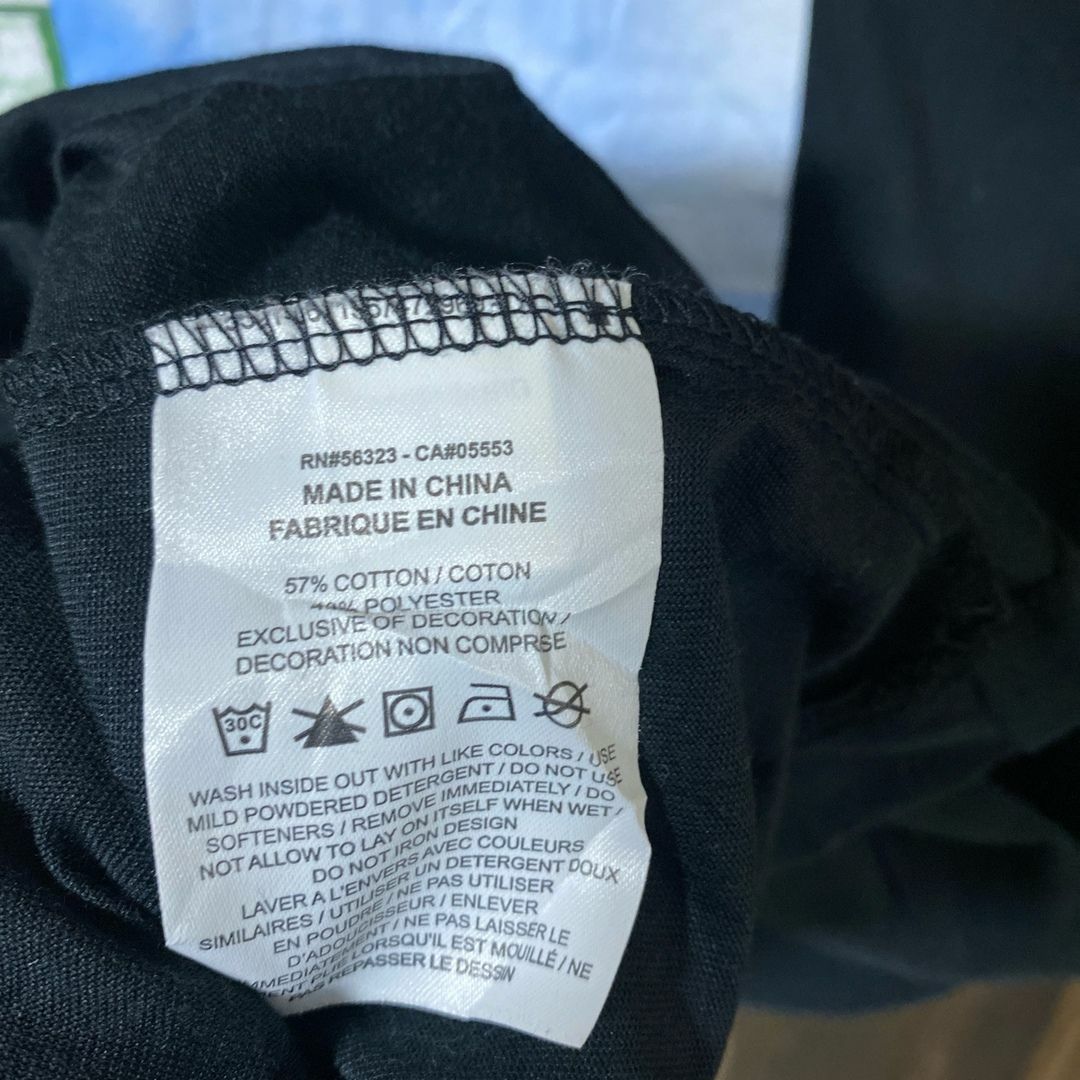 RN#56323 - CA#05553
MADE IN CHINA
FABRIQUE EN CHINE
57% COTTON / COTON
POLYESTER
EXCLUSIVE OF DECORATION /
DECORATION NON COMPRSE
30C
WASH INSIDE OUT WITH LIKE COLORS / USE
MILD POWDERED DETERGENT / DO NOT USE
SOFTENERS / REMOVE IMMEDIATELY / DO
NOT ALLOW TO LAY ON ITSELF WHEN WET /
DO NOT IRON DESIGN
LAVER A L'ENVERS AVEC COULEURS
SIMILAIRES / UTILISER UN DETERGENT DOUX
EN POUDRE / NE PAS UTILISER
D'ADOUCISSEUR / ENLEVER
IMMEDIATEMENT / NE PAS LAISSER LE
PLIE LORSQU'IL EST MOUILLÉ / NE
PAS REPASSER LE DESSIN